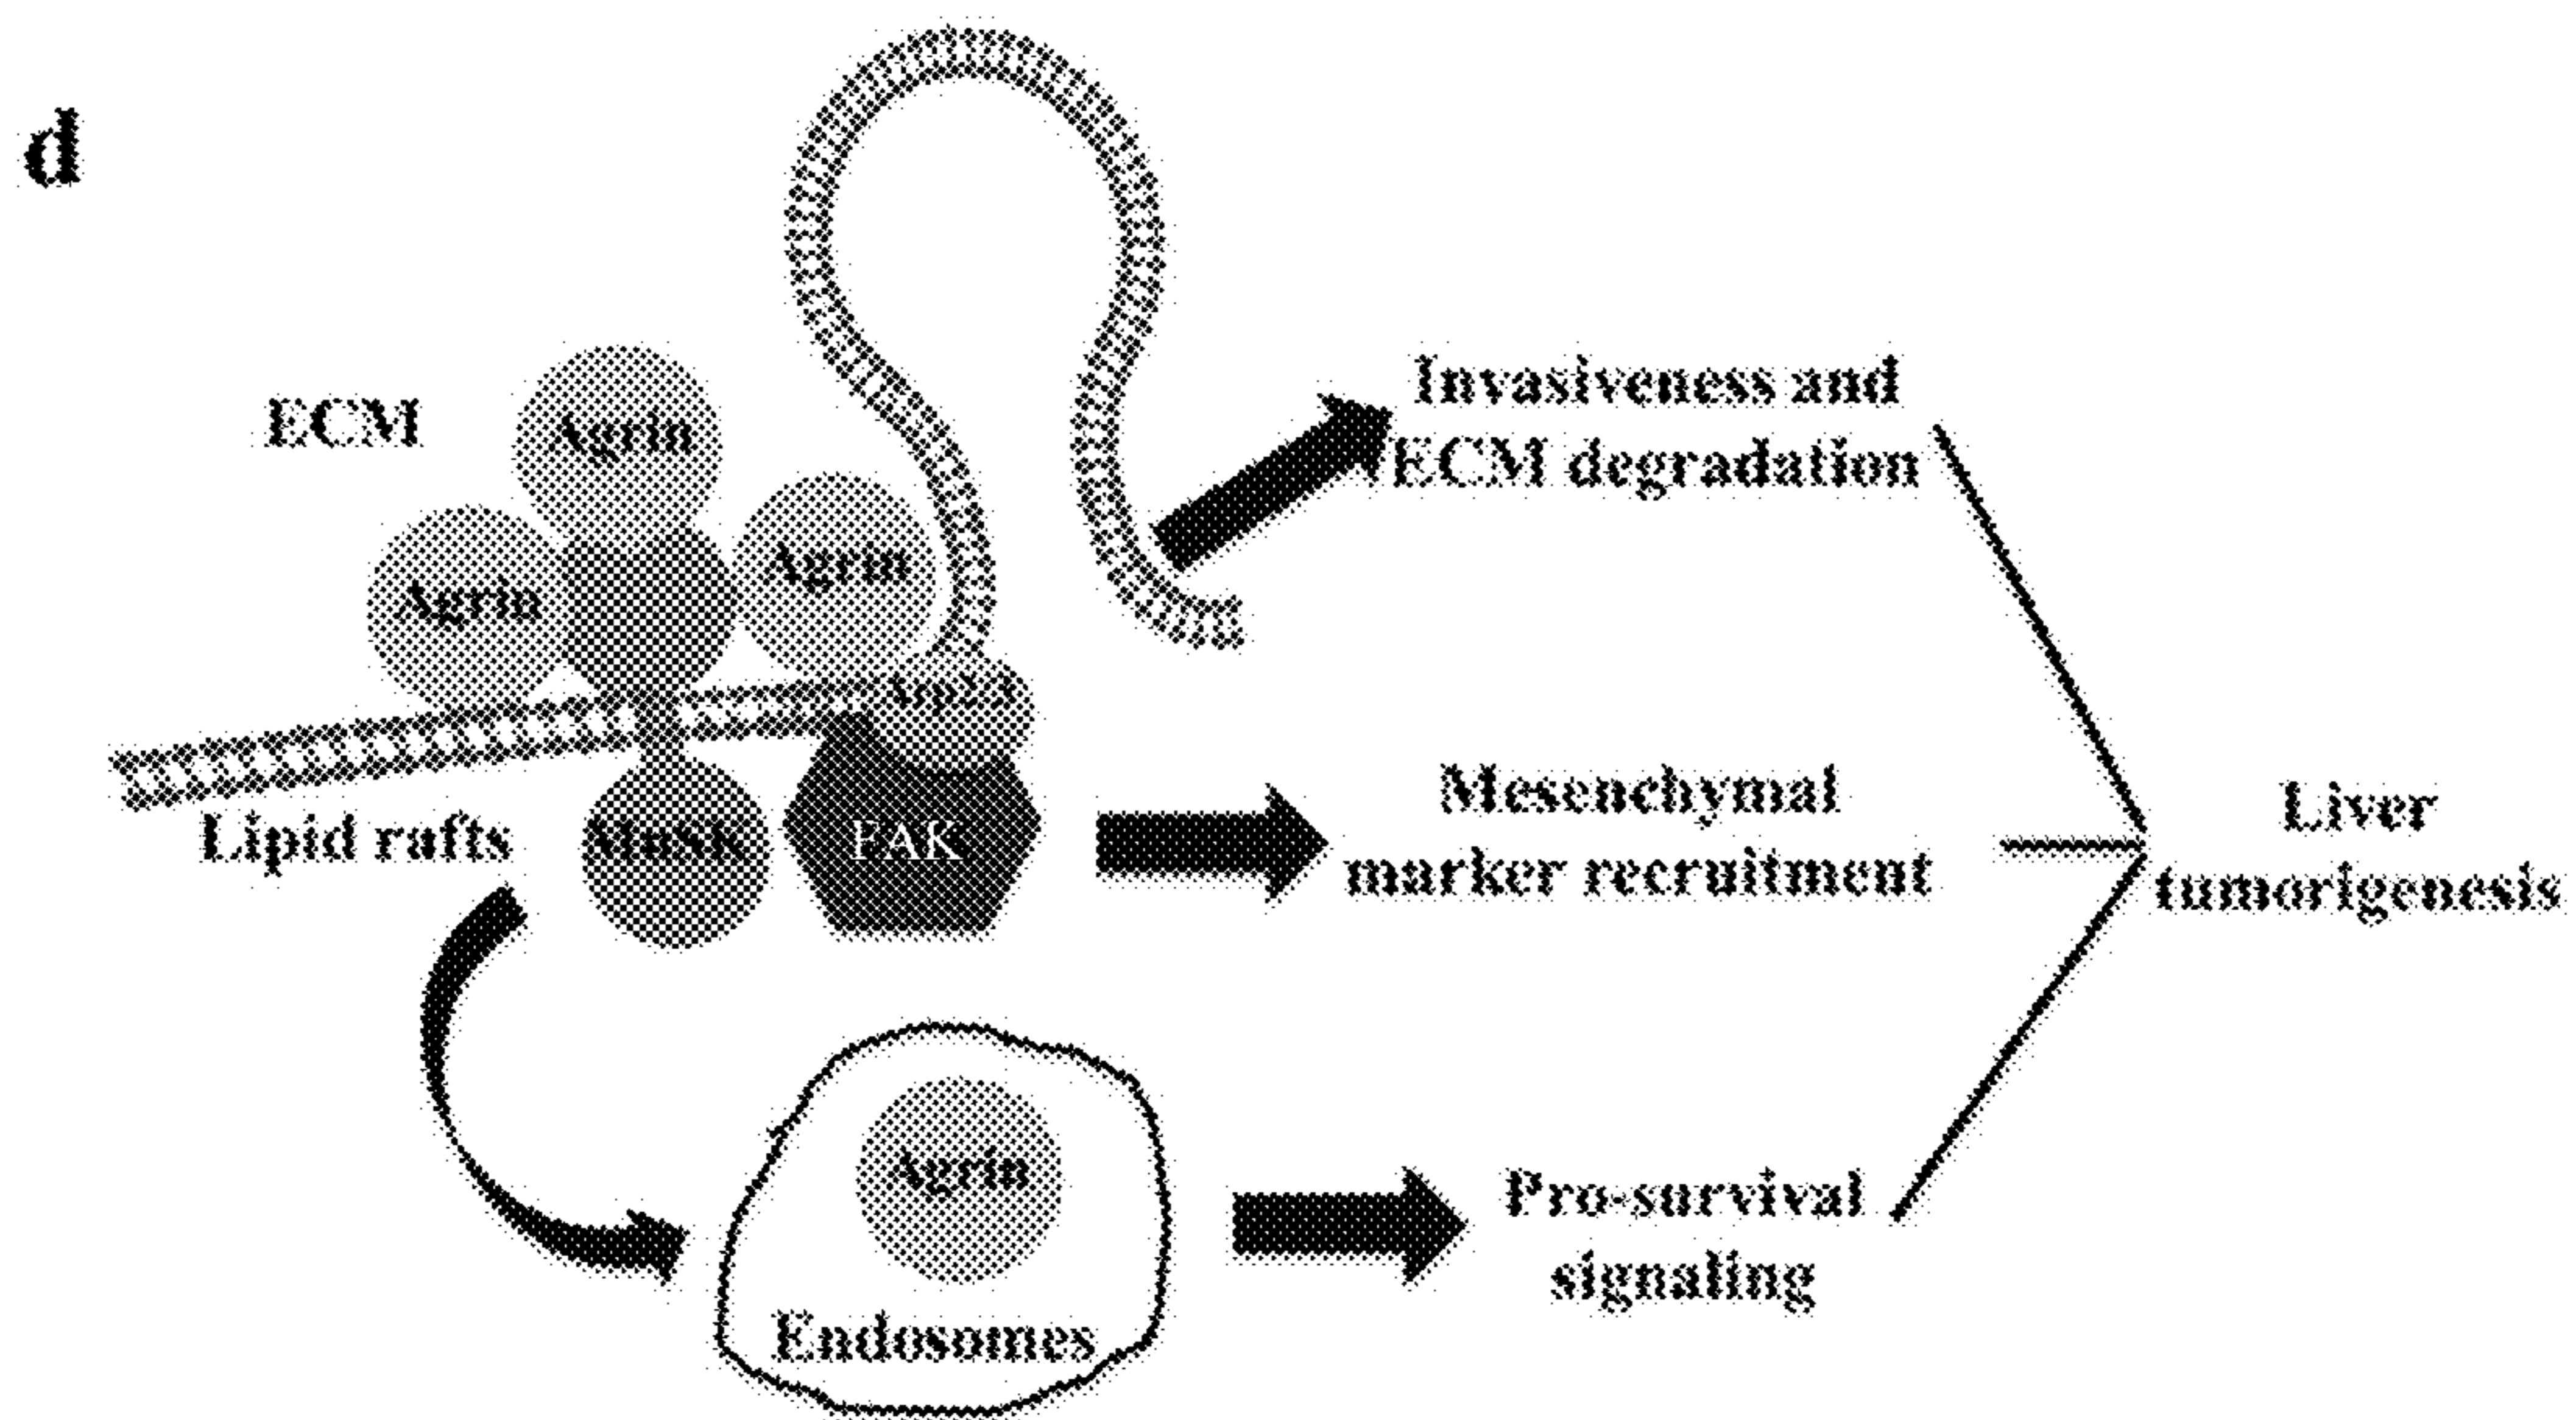 d
Invasiveness and
ECM degradation
ECM
Agrin
Agrin
Agrin
Lipid rafts
MuSK
FAK
Mesenchymal
marker recruitment
Liver
tumorigenesis
Agrin
Endosomes
Pro-survival
signaling